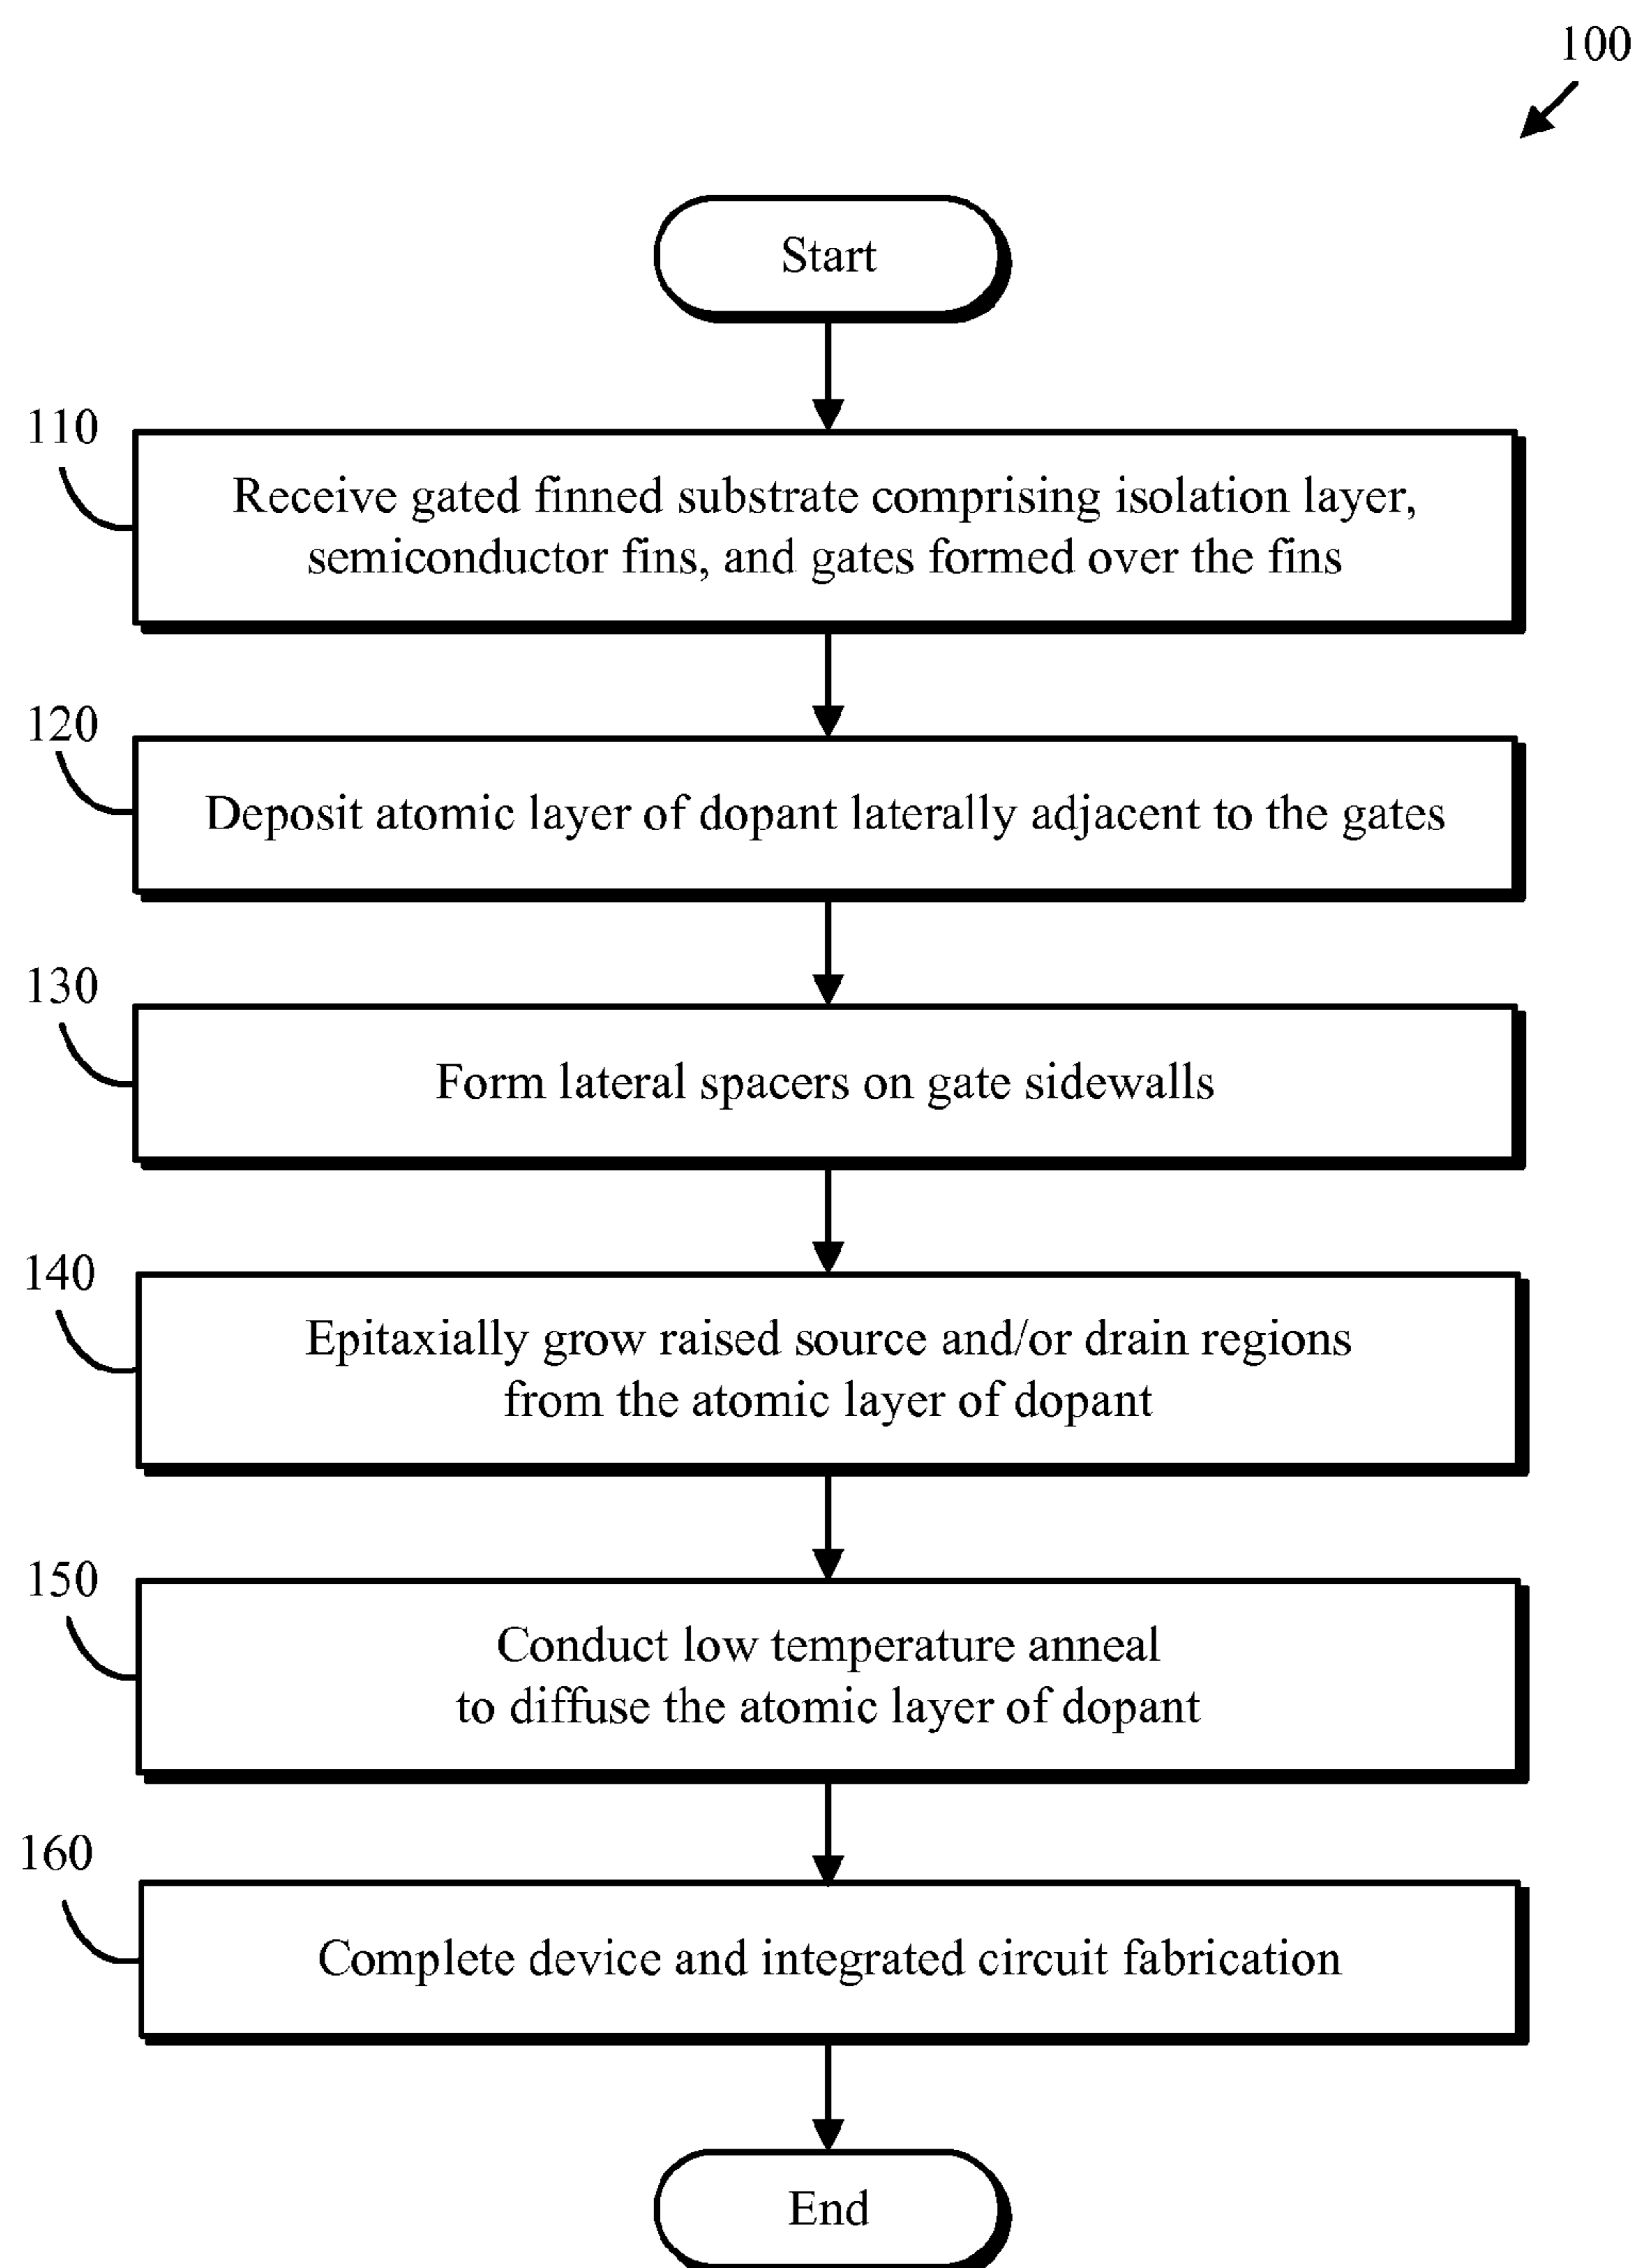 100
Start
110
Receive gated finned substrate comprising isolation layer,
semiconductor fins, and gates formed over the fins
120
Deposit atomic layer of dopant laterally adjacent to the gates
130
Form lateral spacers on gate sidewalls
140
Epitaxially grow raised source and/or drain regions
from the atomic layer of dopant
150
Conduct low temperature anneal
to diffuse the atomic layer of dopant
160
Complete device and integrated circuit fabrication
End